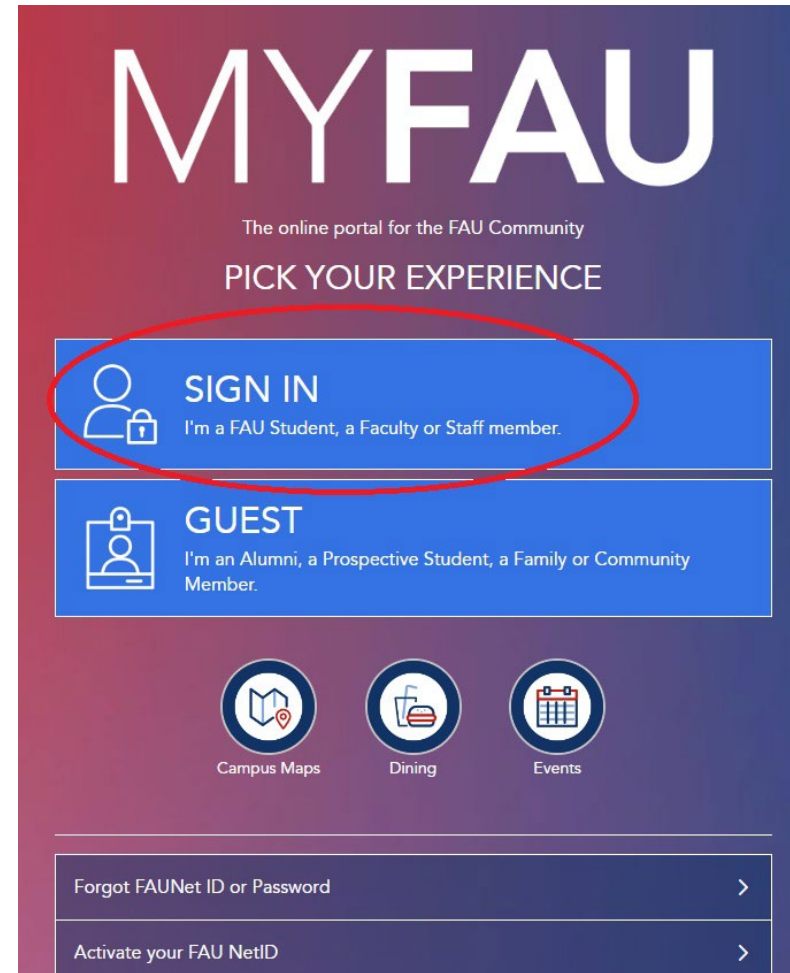 MYFAU
The online portal for the FAU Community
PICK YOUR EXPERIENCE
SIGN IN
I'm a FAU Student, a Faculty or Staff member.
GUEST
I'm an Alumni, a Prospective Student, a Family or Community
Member.
Campus Maps
Dining
Events
Forgot FAUNet ID or Password
Activate your FAU NetID